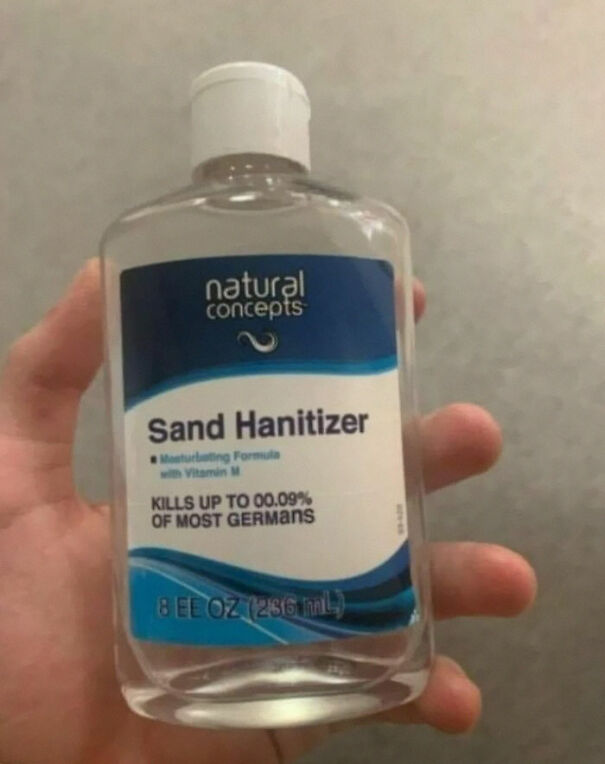 natural
concepts
Sand Hanitizer
Masturbating Formula
with Vitamin M
KILLS UP TO 00.09%
OF MOST GERMans
8 EE OZ (236 mL)